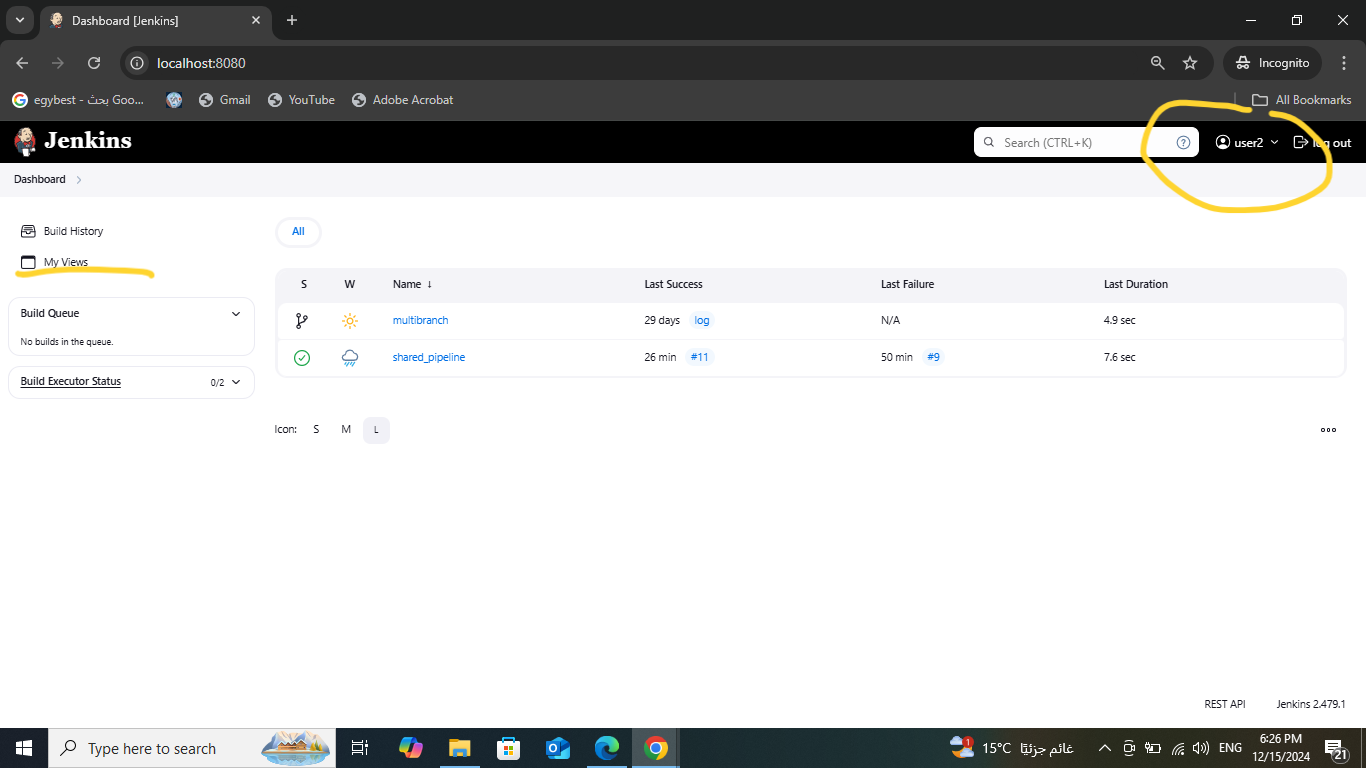 Dashboard [Jenkins]
localhost:8080
Incognito
egybest - بحث Goo...
Gmail
YouTube
Adobe Acrobat
All Bookmarks
Jenkins
Search (CTRL+K)
user2
log out
Dashboard
Build History
My Views
Build Queue
No builds in the queue.
Build Executor Status
0/2
All
S W Name ↓ Last Success Last Failure Last Duration
multibranch 29 days log N/A 4.9 sec
shared_pipeline 26 min #11 50 min #9 7.6 sec
Icon: S M L
REST API Jenkins 2.479.1
Type here to search
1
15°C غائم جزئيًا
ENG
6:26 PM
12/15/2024
21